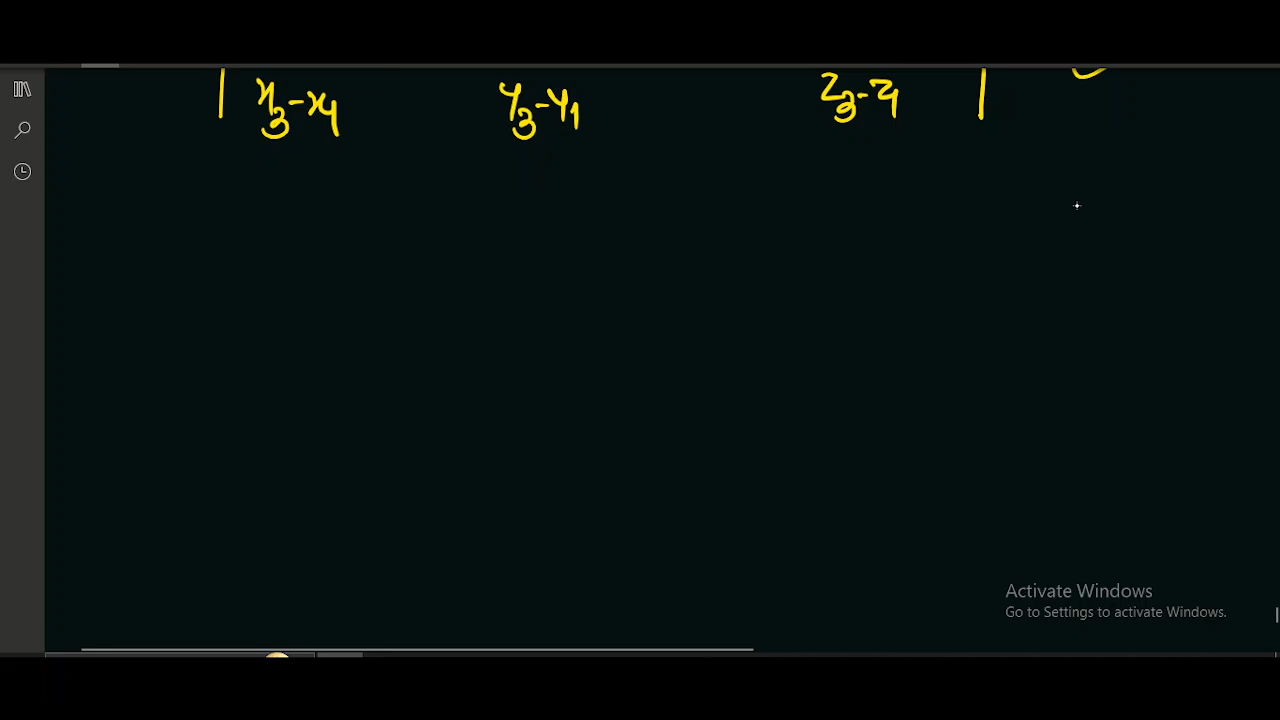 | x₃-x₁ y₃-y₁ z₃-z₁ |
Activate Windows
Go to Settings to activate Windows.